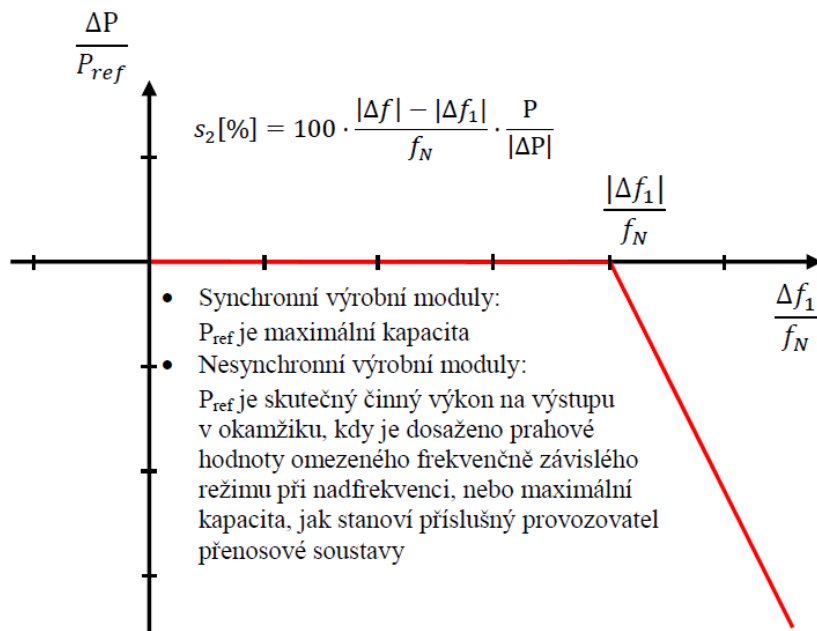 ΔP
P_ref
s₂[%] = 100 · (|Δf| − |Δf₁|)/f_N · P/|ΔP|
|Δf₁|
f_N
Δf₁
f_N
• Synchronní výrobní moduly:
P_ref je maximální kapacita
• Nesynchronní výrobní moduly:
P_ref je skutečný činný výkon na výstupu
v okamžiku, kdy je dosaženo prahové
hodnoty omezeného frekvenčně závislého
režimu při nadfrekvenci, nebo maximální
kapacita, jak stanoví příslušný provozovatel
přenosové soustavy